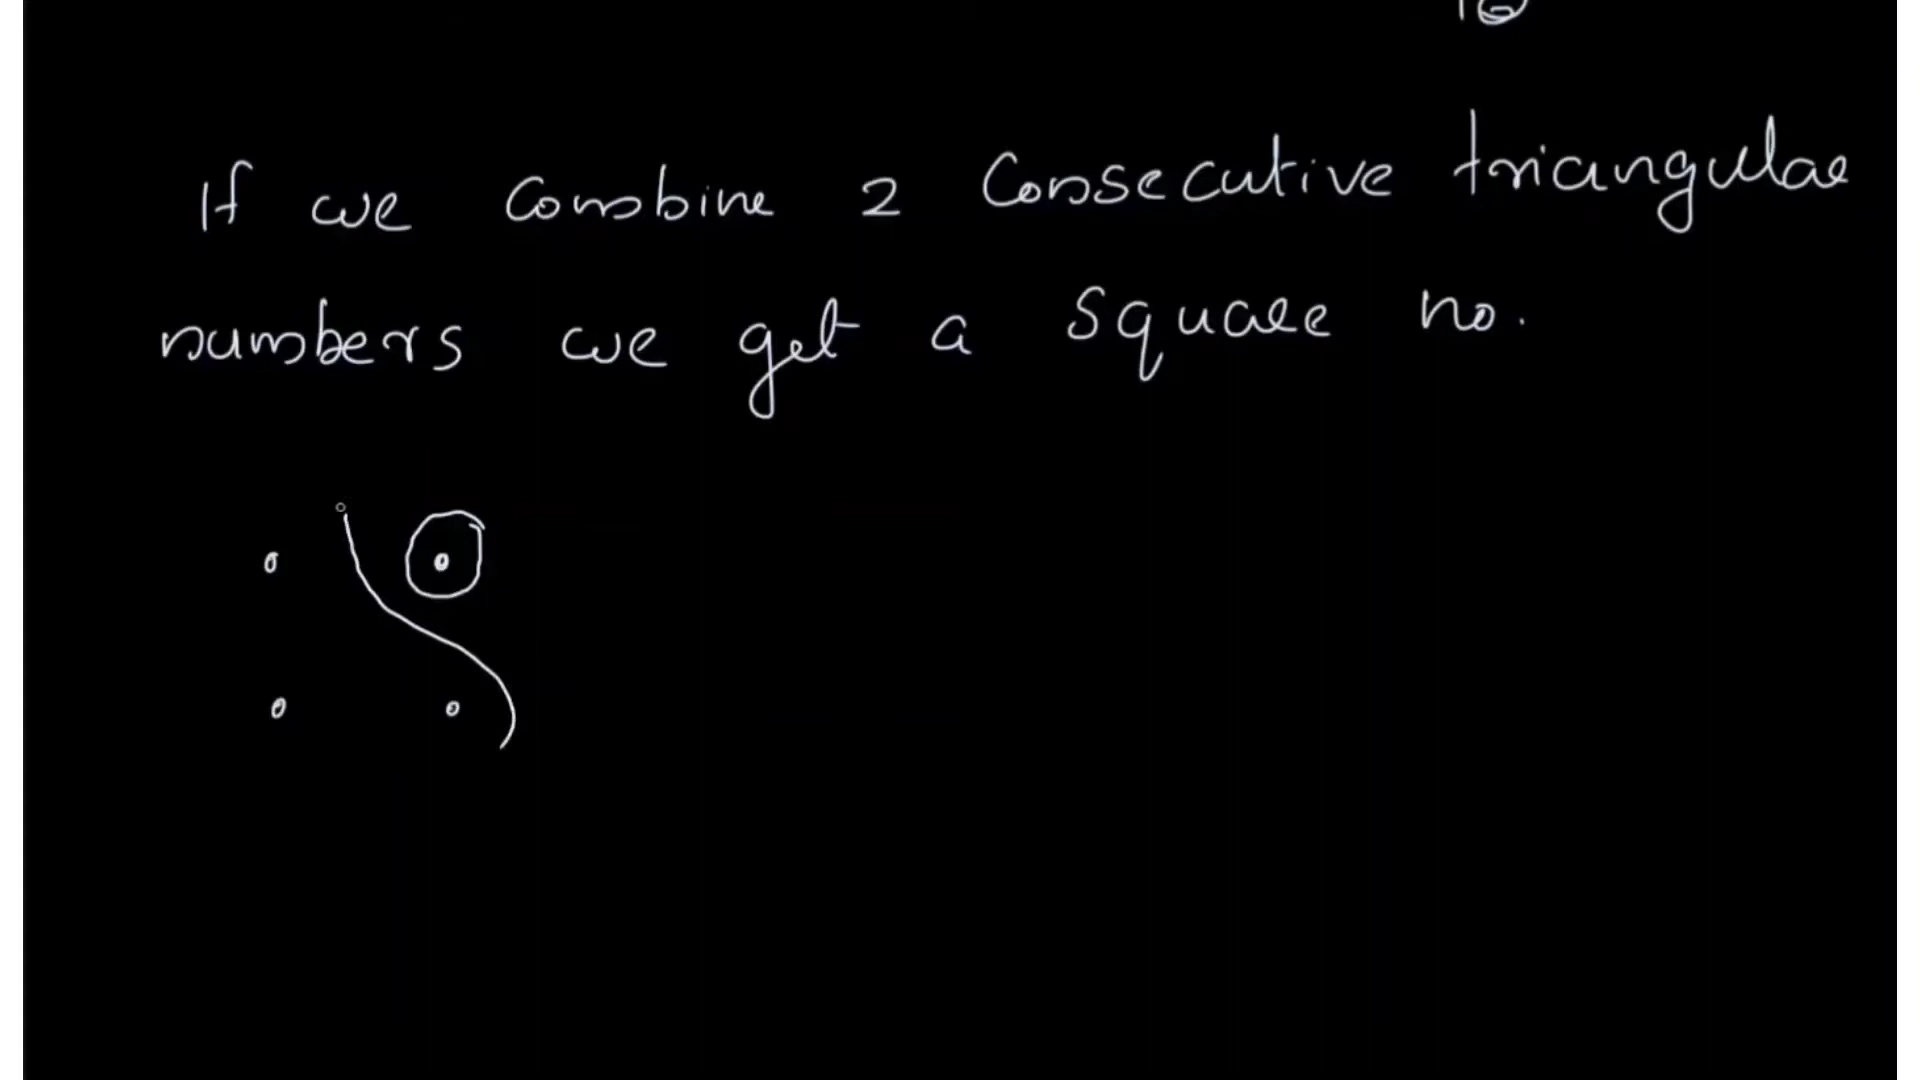 If we combine 2 Consecutive triangular
numbers we get a square no.